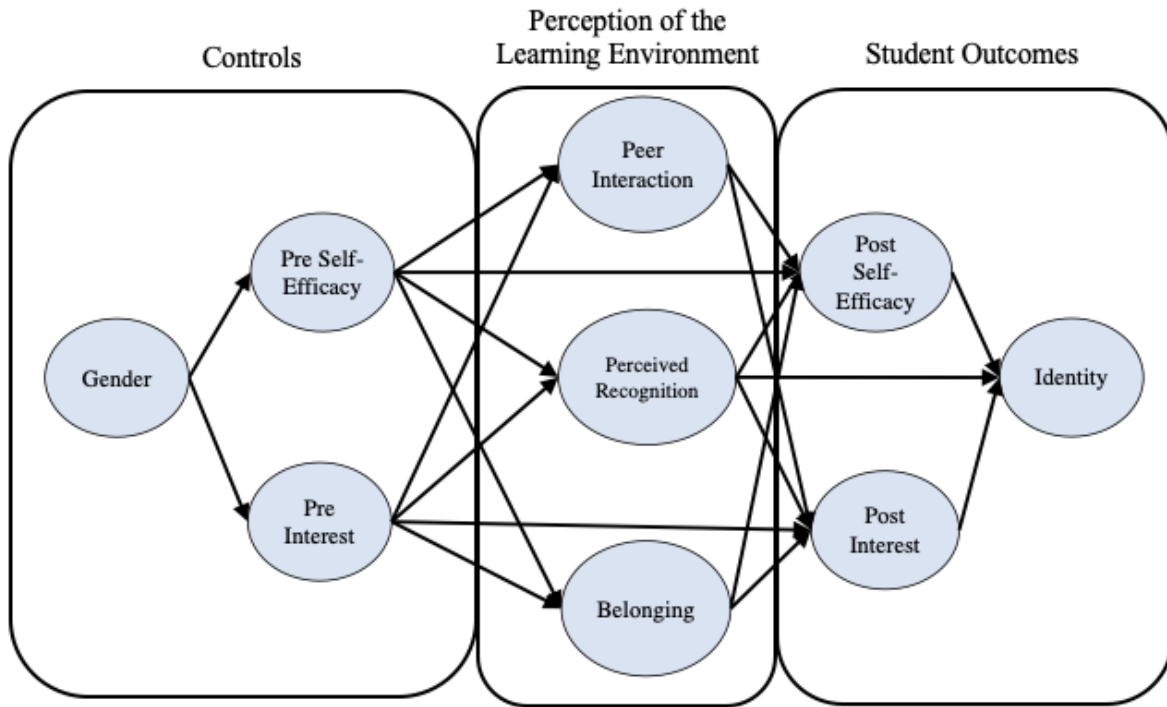 Controls
Perception of the
Learning Environment
Student Outcomes
Gender
Pre Self-
Efficacy
Pre
Interest
Peer
Interaction
Perceived
Recognition
Belonging
Post
Self-
Efficacy
Post
Interest
Identity